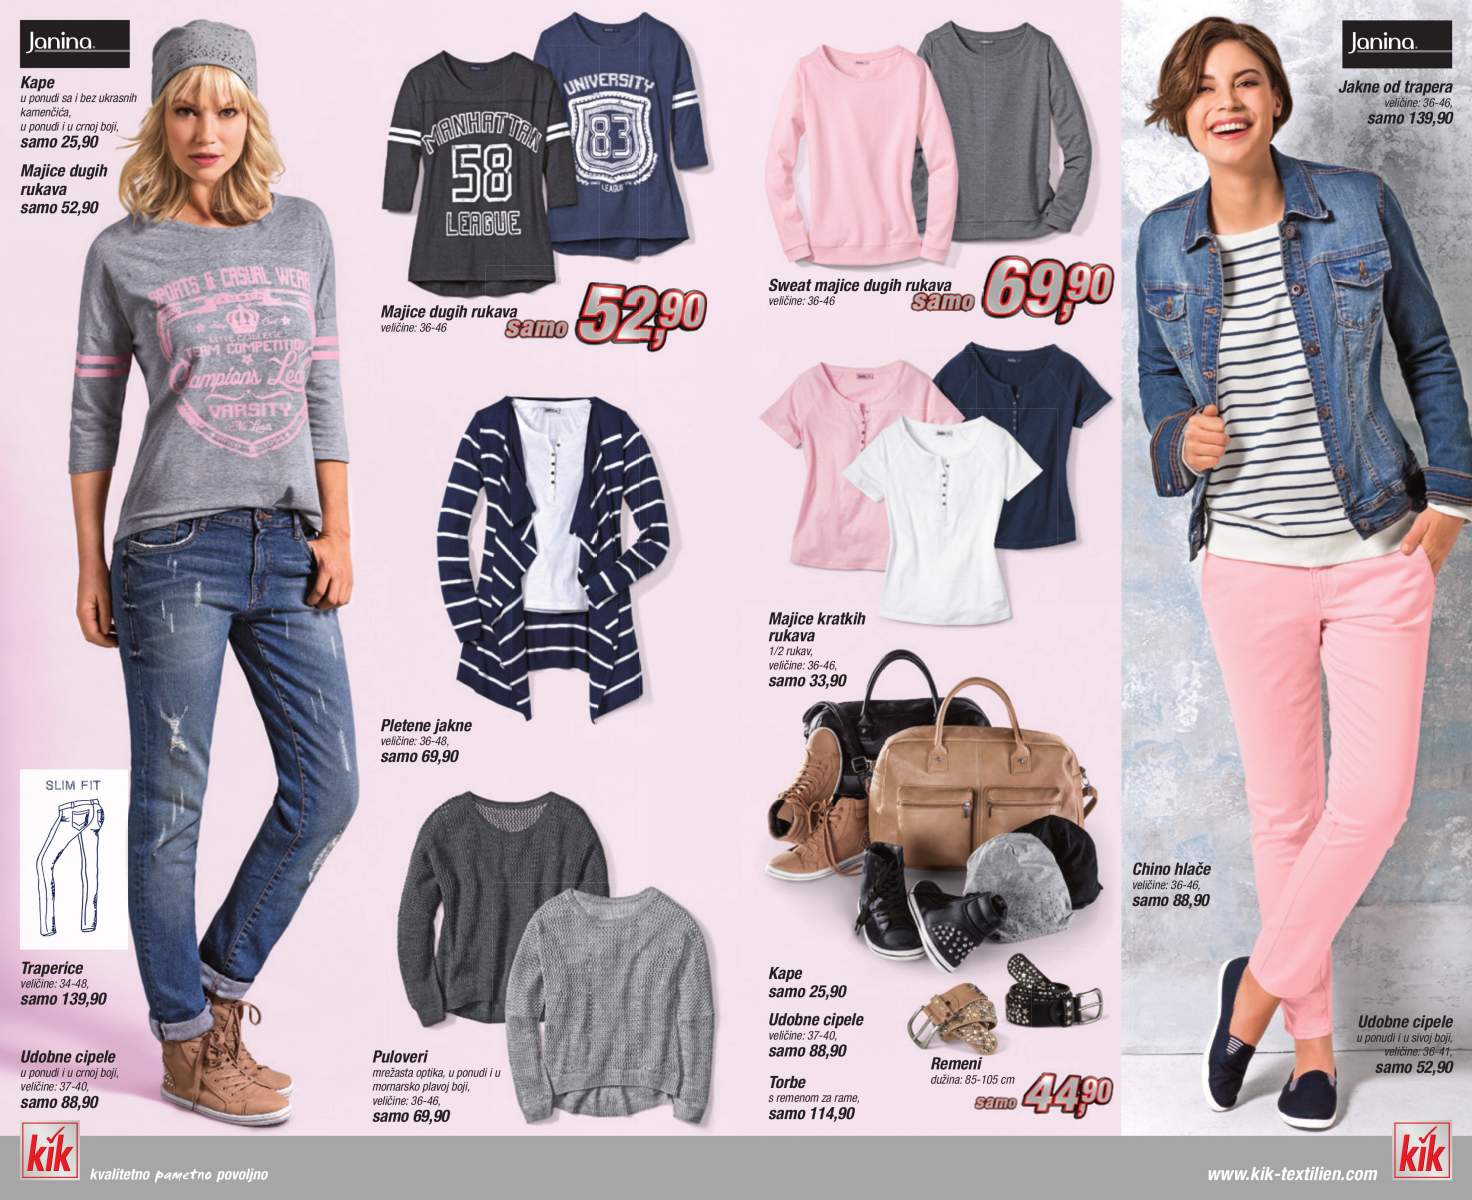 Janina
Kape
u ponudi sa i bez ukrasnih
kamenčića,
u ponudi i u crnoj boji,
samo 25,90
Majice dugih
rukava
samo 52,90
SPORTS & CASUAL WEAR
TEAM COMPETITION
Campions Lea
VARSITY
SLIM FIT
Traperice
veličine: 34-48,
samo 139,90
Udobne cipele
u ponudi i u crnoj boji,
veličine: 37-40,
samo 88,90
MANHATTAN
58
LEAGUE
UNIVERSITY
83
LEAGUE
Majice dugih rukava
veličine: 36-46
samo 52,90
Pletene jakne
veličine: 36-48,
samo 69,90
Puloveri
mrežasta optika, u ponudi i u
mornarsko plavoj boji,
veličine: 36-46,
samo 69,90
Sweat majice dugih rukava
veličine: 36-46
samo 69,90
Majice kratkih
rukava
1/2 rukav,
veličine: 36-46,
samo 33,90
Kape
samo 25,90
Udobne cipele
veličine: 37-40,
samo 88,90
Torbe
s remenom za rame,
samo 114,90
Remeni
dužina: 85-105 cm
samo 44,90
Janina
Jakne od trapera
veličine: 36-46,
samo 139,90
Chino hlače
veličine: 36-46,
samo 88,90
Udobne cipele
u ponudi i u sivoj boji,
veličine: 36-41,
samo 52,90
kik
kvalitetno pametno povoljno
www.kik-textilien.com
kik